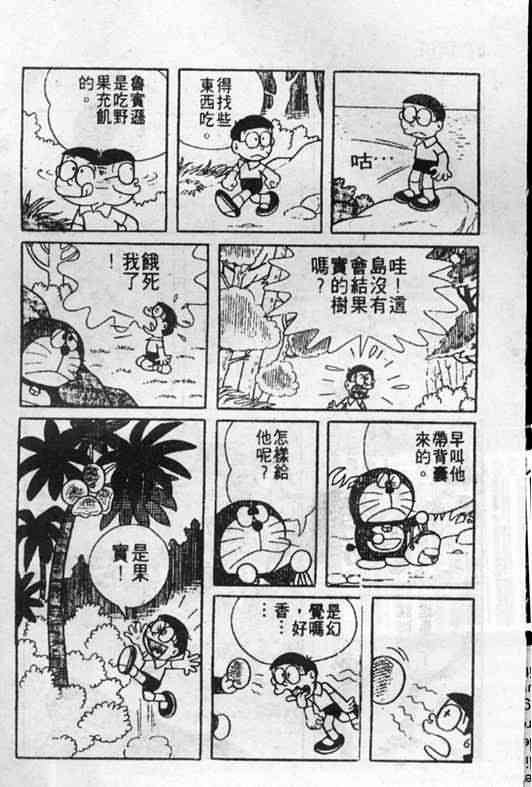 咕…
得找些
東西吃。
魯賓遜
是吃野
果充飢
的。
哇！這
島沒有
會結果
實的樹
嗎？
餓死
我了
！
早叫他
帶背囊
來的。
怎樣給
他呢？
是果
實！
是幻
覺嗎
，好
香…
…